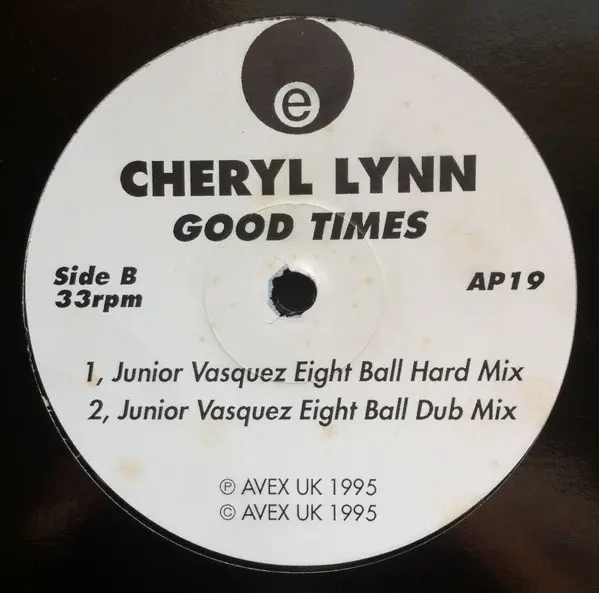 e
CHERYL LYNN
GOOD TIMES
Side B
33rpm
AP19
1, Junior Vasquez Eight Ball Hard Mix
2, Junior Vasquez Eight Ball Dub Mix
℗ AVEX UK 1995
© AVEX UK 1995